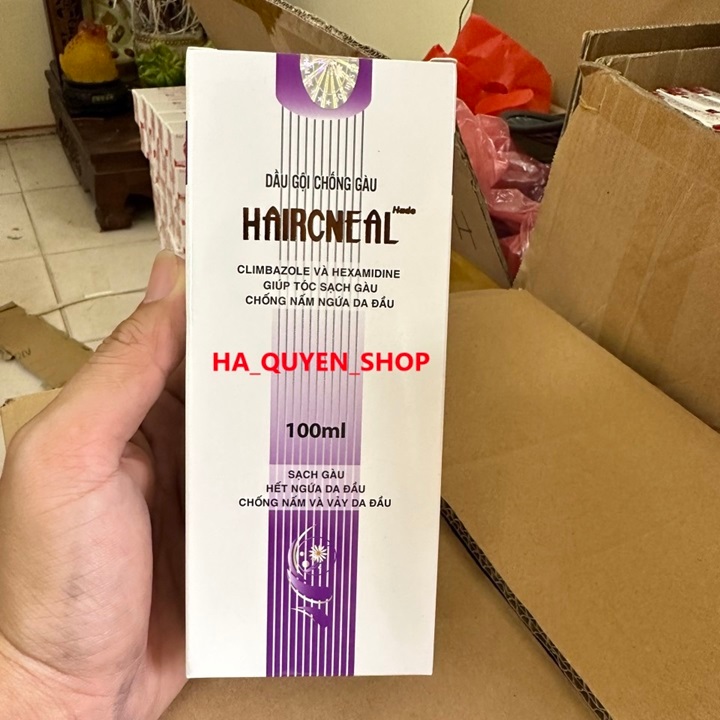 DẦU GỘI CHỐNG GÀU
HAIRCNEAL Hado
CLIMBAZOLE VÀ HEXAMIDINE
GIÚP TÓC SẠCH GÀU
CHỐNG NẤM NGỨA DA ĐẦU
HA_QUYEN_SHOP
100ml
SẠCH GÀU
HẾT NGỨA DA ĐẦU
CHỐNG NẤM VÀ VẢY DA ĐẦU